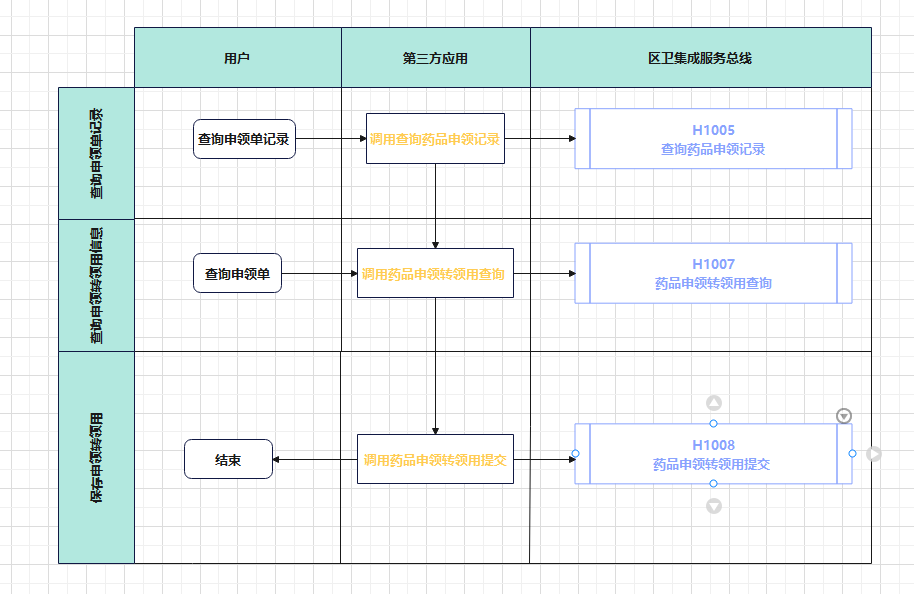 用户
第三方应用
区卫集成服务总线
查询申领单记录
查询申领单记录
调用查询药品申领记录
H1005
查询药品申领记录
查询申领转领用信息
查询申领单
调用药品申领转领用查询
H1007
药品申领转领用查询
保存申领转领用
结束
调用药品申领转领用提交
H1008
药品申领转领用提交